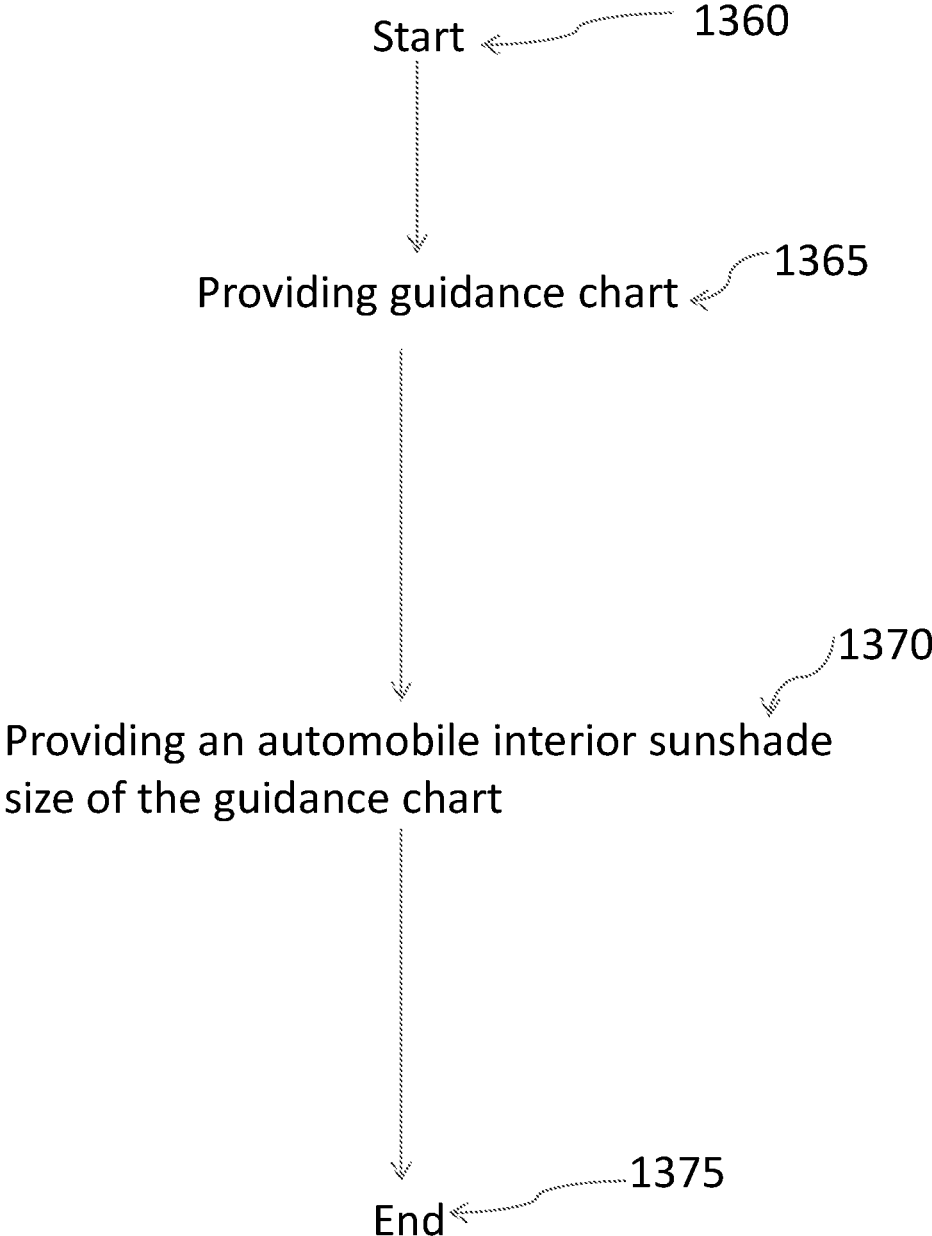 Start
1360
Providing guidance chart
1365
1370
Providing an automobile interior sunshade
size of the guidance chart
1375
End